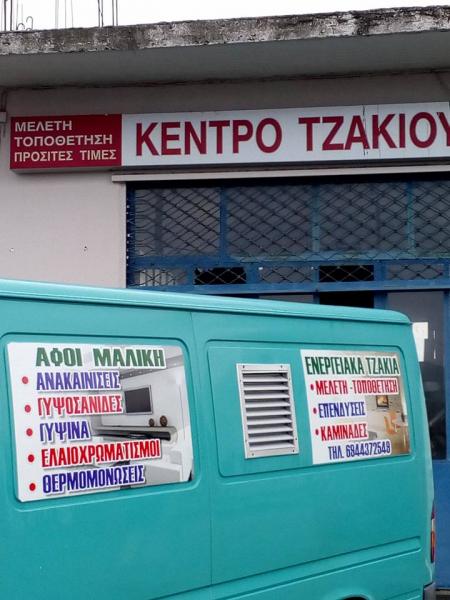 ΜΕΛΕΤΗ
ΤΟΠΟΘΕΤΗΣΗ
ΠΡΟΣΙΤΕΣ ΤΙΜΕΣ
ΚΕΝΤΡΟ ΤΖΑΚΙΟΥ
ΑΦΟΙ ΜΑΛΙΚΗ
• ΑΝΑΚΑΙΝΙΣΕΙΣ
• ΓΥΨΟΣΑΝΙΔΕΣ
• ΓΥΨΙΝΑ
• ΕΛΑΙΟΧΡΩΜΑΤΙΣΜΟΙ
• ΘΕΡΜΟΜΟΝΩΣΕΙΣ
ΕΝΕΡΓΕΙΑΚΑ ΤΖΑΚΙΑ
• ΜΕΛΕΤΗ - ΤΟΠΟΘΕΤΗΣΗ
• ΕΠΕΝΔΥΣΕΙΣ
• ΚΑΜΙΝΑΔΕΣ
ΤΗΛ. 6944372549